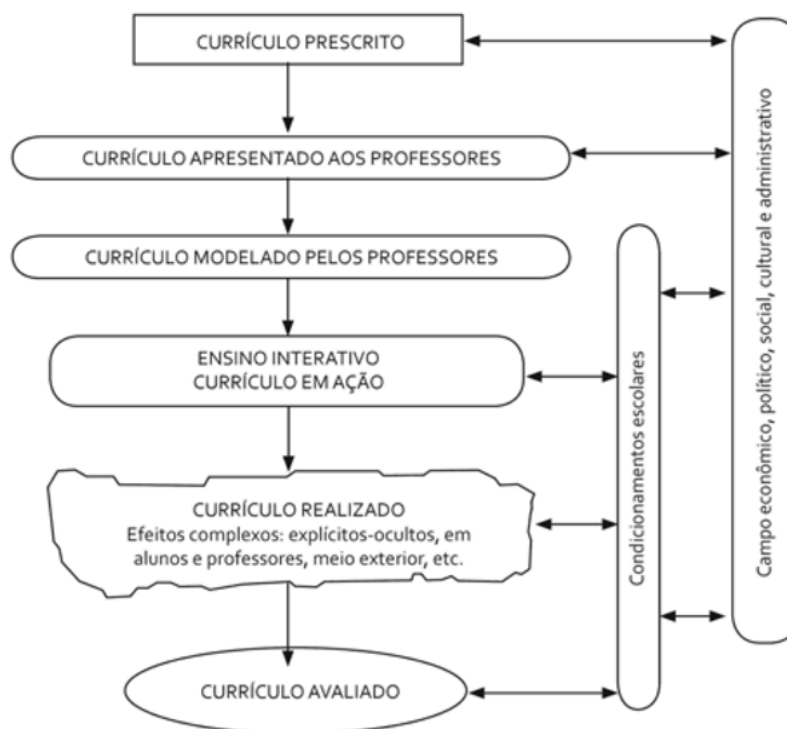 CURRÍCULO PRESCRITO
CURRÍCULO APRESENTADO AOS PROFESSORES
CURRÍCULO MODELADO PELOS PROFESSORES
ENSINO INTERATIVO
CURRÍCULO EM AÇÃO
CURRÍCULO REALIZADO
Efeitos complexos: explícitos-ocultos, em
alunos e professores, meio exterior, etc.
CURRÍCULO AVALIADO
Condicionamentos escolares
Campo econômico, político, social, cultural e administrativo